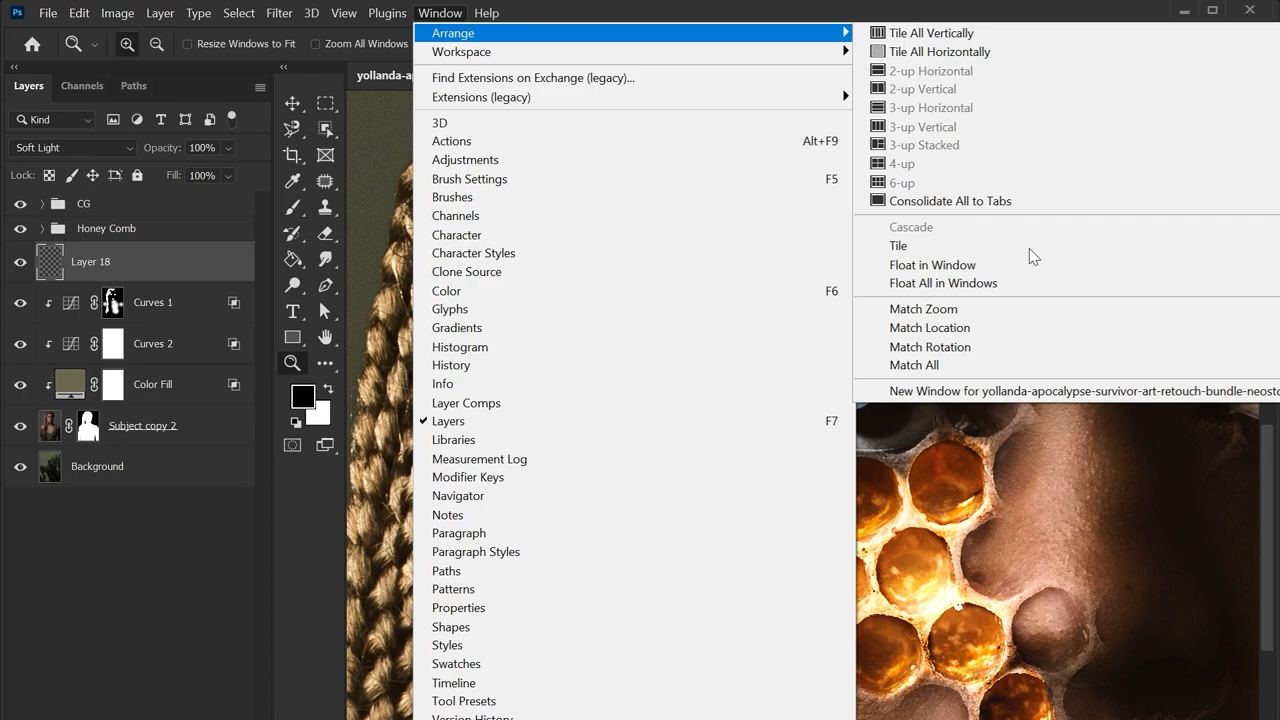 Ps File Edit Image Layer Type Select Filter 3D View Plugins Window Help
Resize Windows to Fit Zoom All Windows
Layers Channels Paths
Kind
Soft Light Opacity: 100%
Lock: Fill: 100%
CG
Honey Comb
Layer 18
Curves 1
Curves 2
Color Fill
Subject copy 2
Background
yollanda-ap
Arrange
Workspace
Find Extensions on Exchange (legacy)...
Extensions (legacy)
3D
Actions Alt+F9
Adjustments
Brush Settings F5
Brushes
Channels
Character
Character Styles
Clone Source
Color F6
Glyphs
Gradients
Histogram
History
Info
Layer Comps
Layers F7
Libraries
Measurement Log
Modifier Keys
Navigator
Notes
Paragraph
Paragraph Styles
Paths
Patterns
Properties
Shapes
Styles
Swatches
Timeline
Tool Presets
Version History
Tile All Vertically
Tile All Horizontally
2-up Horizontal
2-up Vertical
3-up Horizontal
3-up Vertical
3-up Stacked
4-up
6-up
Consolidate All to Tabs
Cascade
Tile
Float in Window
Float All in Windows
Match Zoom
Match Location
Match Rotation
Match All
New Window for yollanda-apocalypse-survivor-art-retouch-bundle-neosto